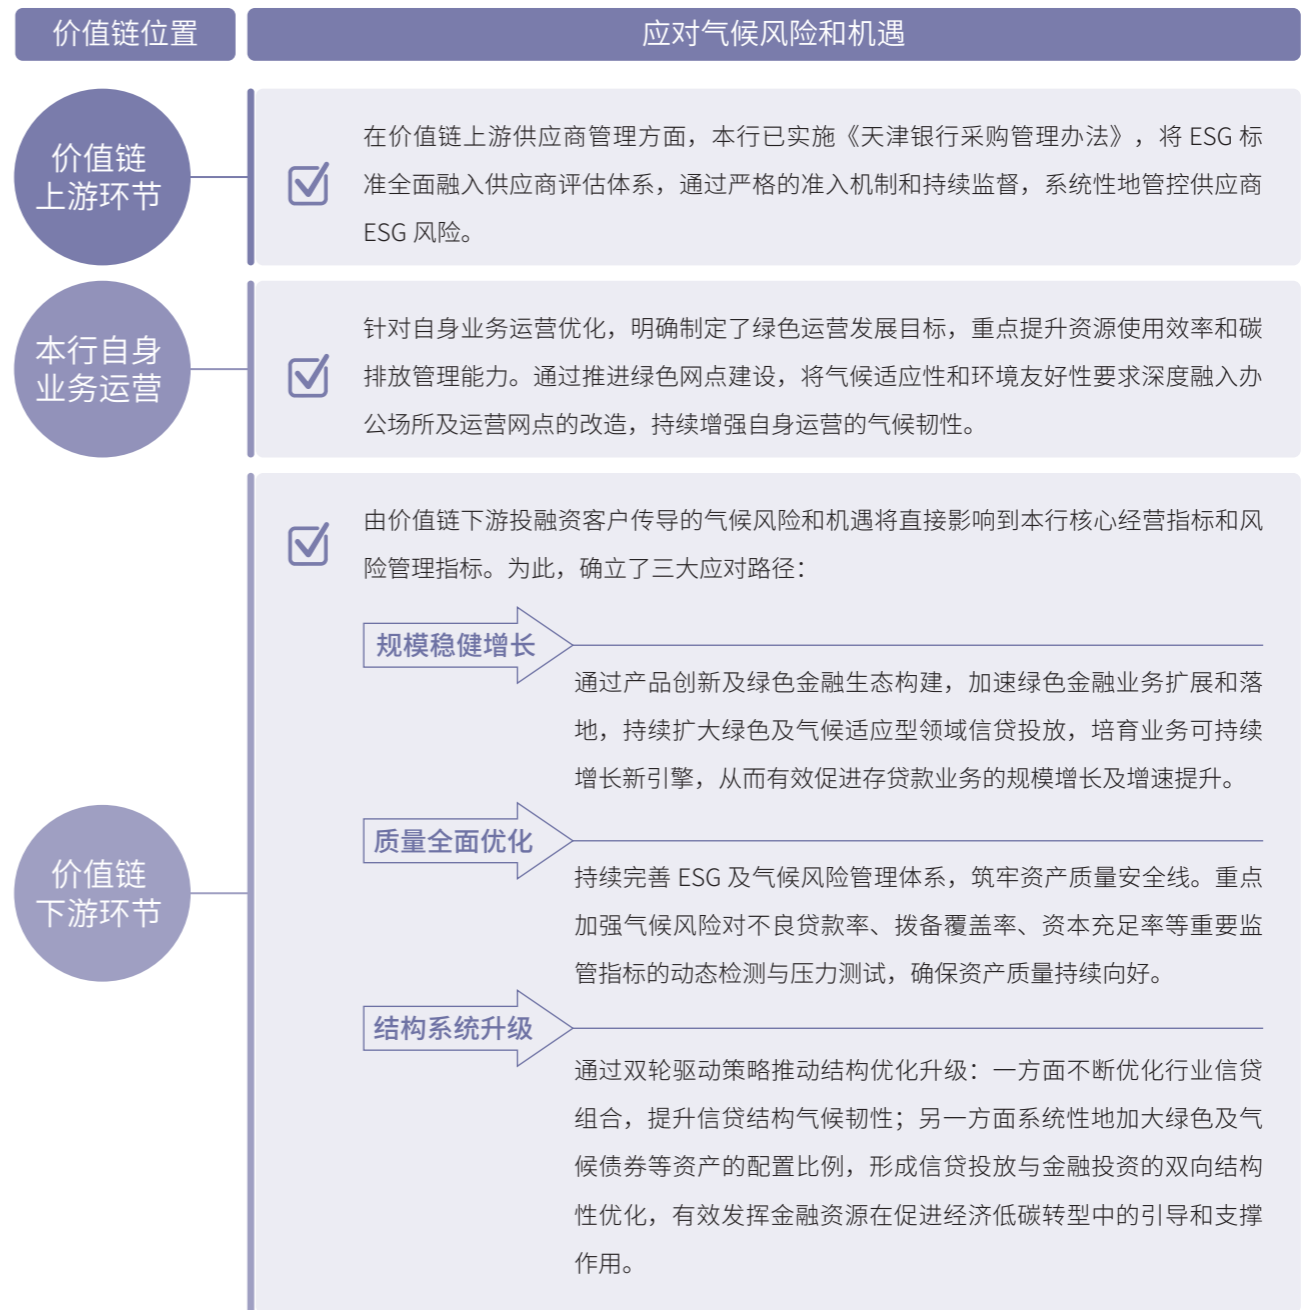 价值链位置
应对气候风险和机遇
价值链
上游环节
在价值链上游供应商管理方面，本行已实施《天津银行采购管理办法》，将 ESG 标
准全面融入供应商评估体系，通过严格的准入机制和持续监督，系统性地管控供应商
ESG 风险。
本行自身
业务运营
针对自身业务运营优化，明确制定了绿色运营发展目标，重点提升资源使用效率和碳
排放管理能力。通过推进绿色网点建设，将气候适应性和环境友好性要求深度融入办
公场所及运营网点的改造，持续增强自身运营的气候韧性。
价值链
下游环节
由价值链下游投融资客户传导的气候风险和机遇将直接影响到本行核心经营指标和风
险管理指标。为此，确立了三大应对路径：
规模稳健增长
通过产品创新及绿色金融生态构建，加速绿色金融业务扩展和落
地，持续扩大绿色及气候适应型领域信贷投放，培育业务可持续
增长新引擎，从而有效促进存贷款业务的规模增长及增速提升。
质量全面优化
持续完善 ESG 及气候风险管理体系，筑牢资产质量安全线。重点
加强气候风险对不良贷款率、拨备覆盖率、资本充足率等重要监
管指标的动态检测与压力测试，确保资产质量持续向好。
结构系统升级
通过双轮驱动策略推动结构优化升级：一方面不断优化行业信贷
组合，提升信贷结构气候韧性；另一方面系统性地加大绿色及气
候债券等资产的配置比例，形成信贷投放与金融投资的双向结构
性优化，有效发挥金融资源在促进经济低碳转型中的引导和支撑
作用。